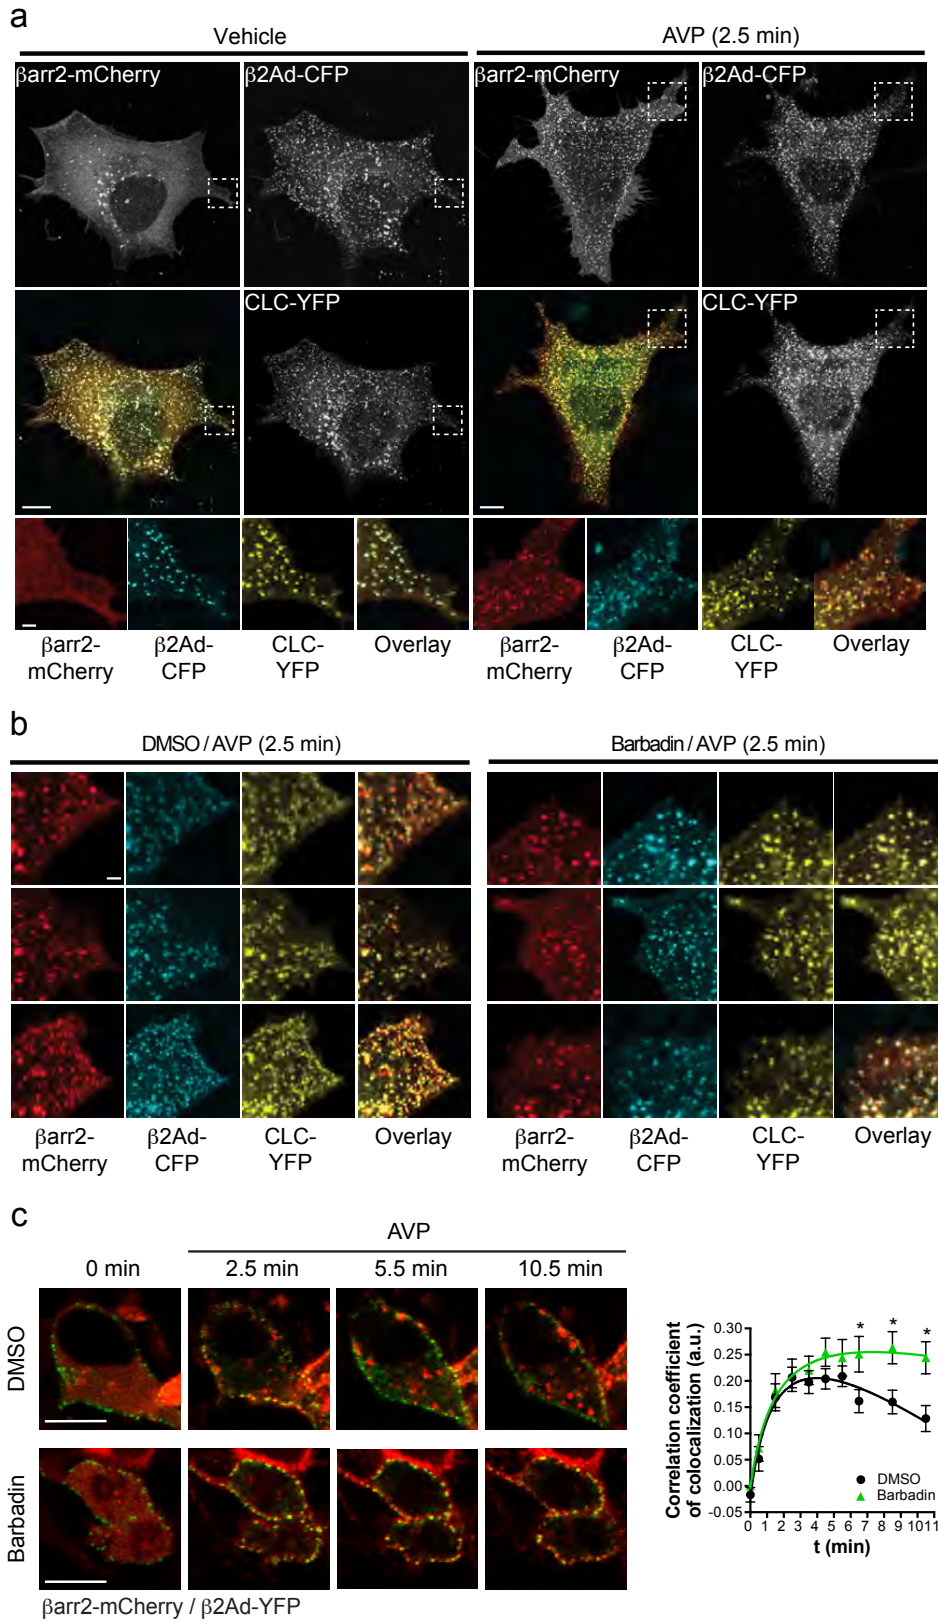 a
Vehicle
AVP (2.5 min)
βarr2-mCherry
β2Ad-CFP
βarr2-mCherry
β2Ad-CFP
CLC-YFP
CLC-YFP
βarr2-
mCherry
β2Ad-
CFP
CLC-
YFP
Overlay
βarr2-
mCherry
β2Ad-
CFP
CLC-
YFP
Overlay
b
DMSO / AVP (2.5 min)
Barbadin / AVP (2.5 min)
βarr2-
mCherry
β2Ad-
CFP
CLC-
YFP
Overlay
βarr2-
mCherry
β2Ad-
CFP
CLC-
YFP
Overlay
c
AVP
0 min
2.5 min
5.5 min
10.5 min
DMSO
Barbadin
βarr2-mCherry / β2Ad-YFP
Correlation coefficient
of colocalization (a.u.)
0.30
0.25
0.20
0.15
0.10
0.05
0.00
-0.05
* * *
DMSO
Barbadin
0 1 2 3 4 5 6 7 8 9 10 11
t (min)